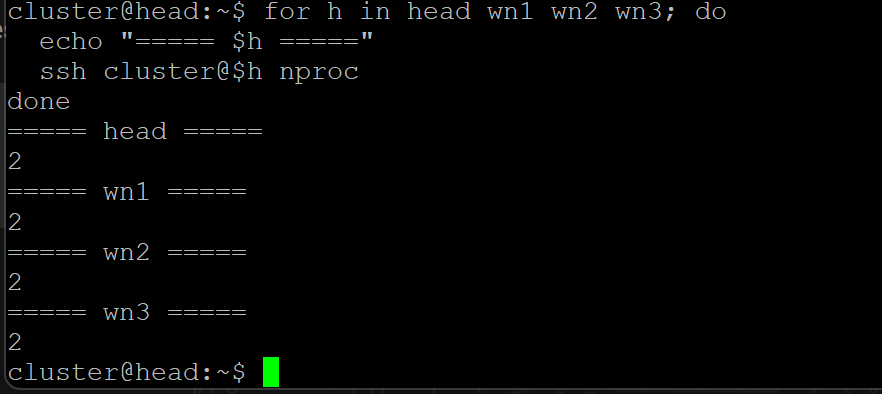 cluster@head:~$ for h in head wn1 wn2 wn3; do
  echo "===== $h ====="
  ssh cluster@$h nproc
done
===== head =====
2
===== wn1 =====
2
===== wn2 =====
2
===== wn3 =====
2
cluster@head:~$